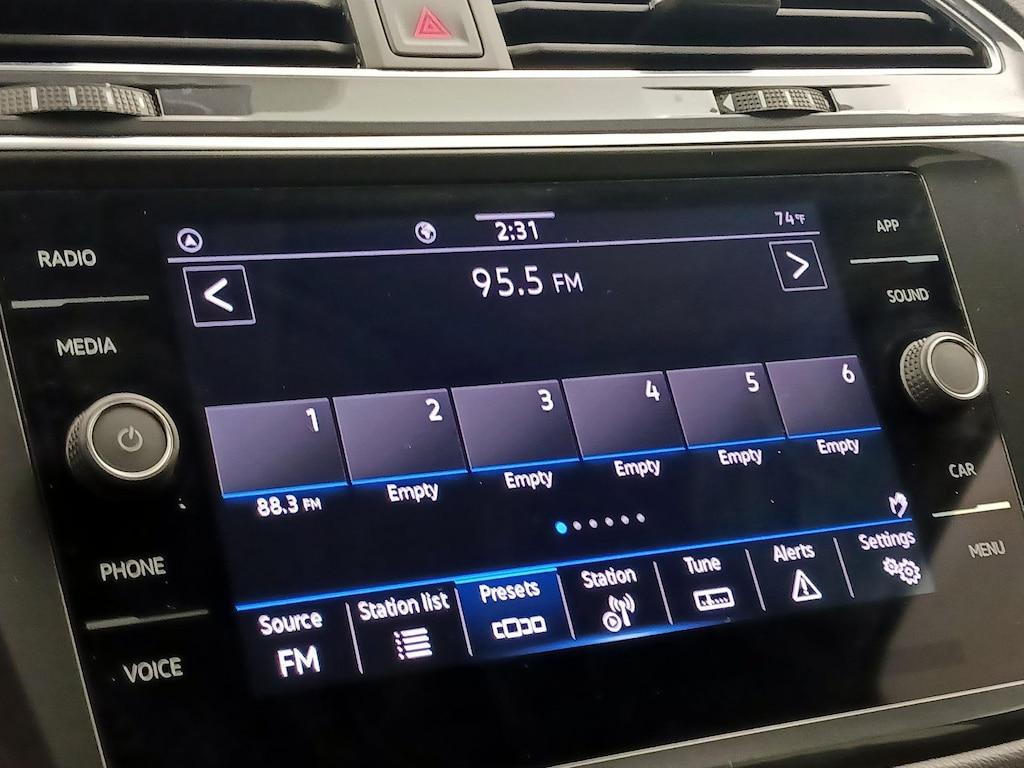 2:31
74°F
95.5 FM
RADIO
MEDIA
PHONE
VOICE
APP
SOUND
CAR
MENU
1
2
3
4
5
6
88.3 FM
Empty
Empty
Empty
Empty
Empty
Source
FM
Station list
Presets
Station
Tune
Alerts
Settings